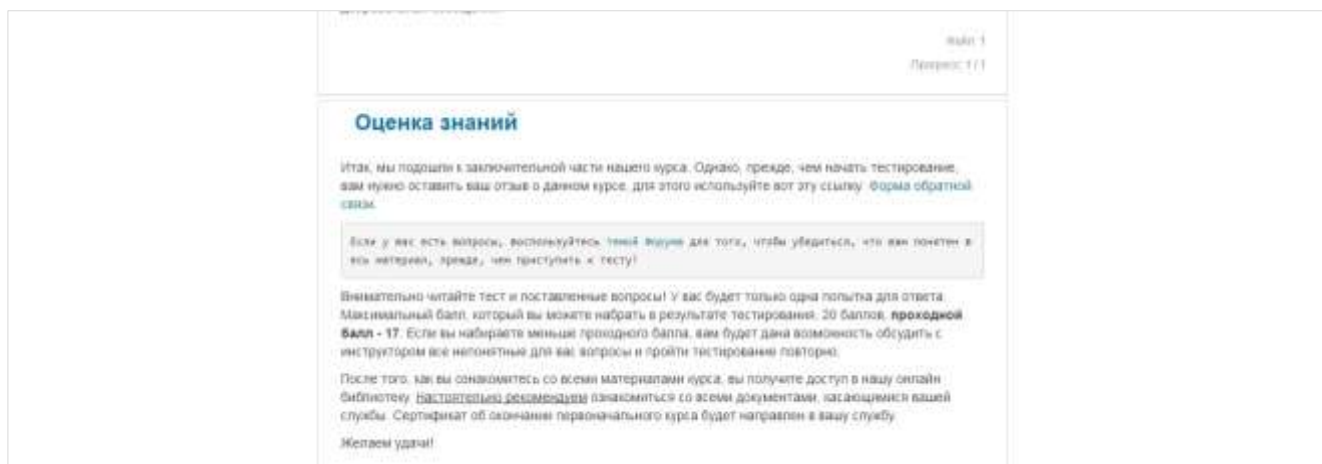 Файл: 1
Прогресс: 1 / 1
Оценка знаний
Итак, мы подошли к заключительной части нашего курса. Однако, прежде, чем начать тестирование,
вам нужно оставить ваш отзыв о данном курсе, для этого используйте вот эту ссылку: Форма обратной
связи.
Если у вас есть вопросы, воспользуйтесь темой Форума для того, чтобы убедиться, что вам понятен в
есь материал, прежде, чем приступить к тесту!
Внимательно читайте тест и поставленные вопросы! У вас будет только одна попытка для ответа.
Максимальный балл, который вы можете набрать в результате тестирования, 20 баллов, проходной
балл - 17. Если вы набираете меньше проходного балла, вам будет дана возможность обсудить с
инструктором все непонятные для вас вопросы и пройти тестирование повторно.
После того, как вы ознакомитесь со всеми материалами курса, вы получите доступ в нашу онлайн
библиотеку. Настоятельно рекомендуем ознакомиться со всеми документами, касающимися вашей
службы. Сертификат об окончании первоначального курса будет направлен в вашу службу.
Желаем удачи!